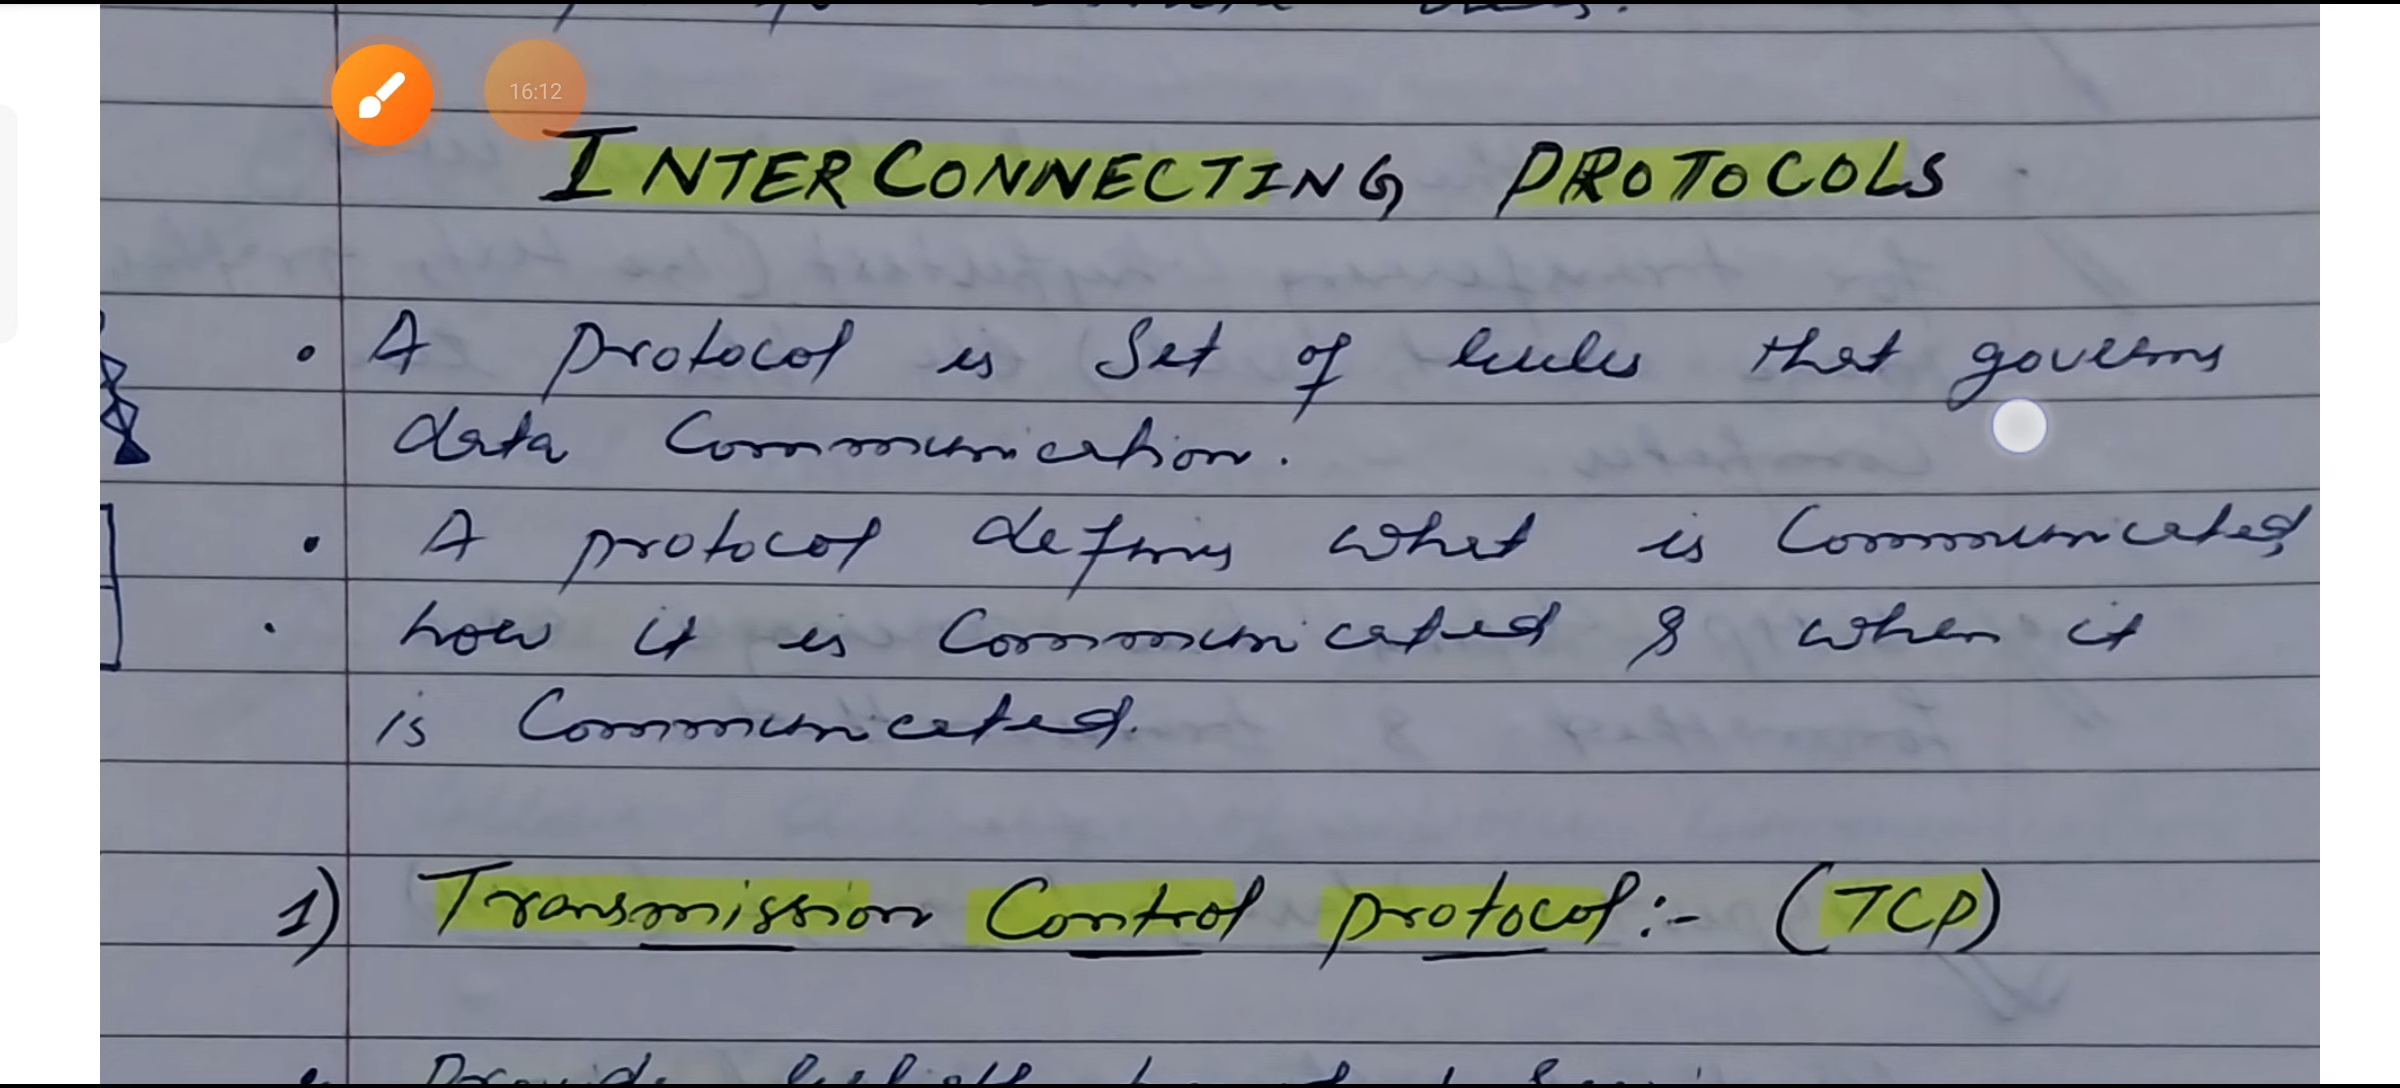 16:12
INTERCONNECTING PROTOCOLS
• A protocol is Set of rules that governs
data Communication.
• A protocol defines what is Communicated,
• how it is Communicated & when it
is Communicated.
1) Transmission Control protocol:- (TCP)